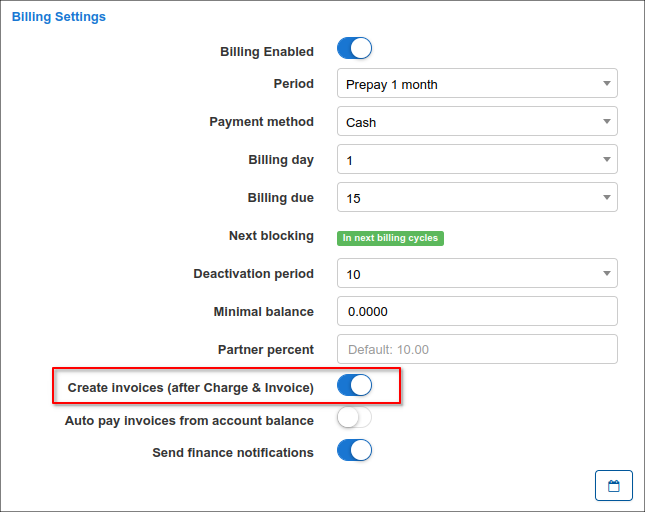 Billing Settings
Billing Enabled
Period Prepay 1 month
Payment method Cash
Billing day 1
Billing due 15
Next blocking In next billing cycles
Deactivation period 10
Minimal balance 0.0000
Partner percent Default: 10.00
Create invoices (after Charge & Invoice)
Auto pay invoices from account balance
Send finance notifications